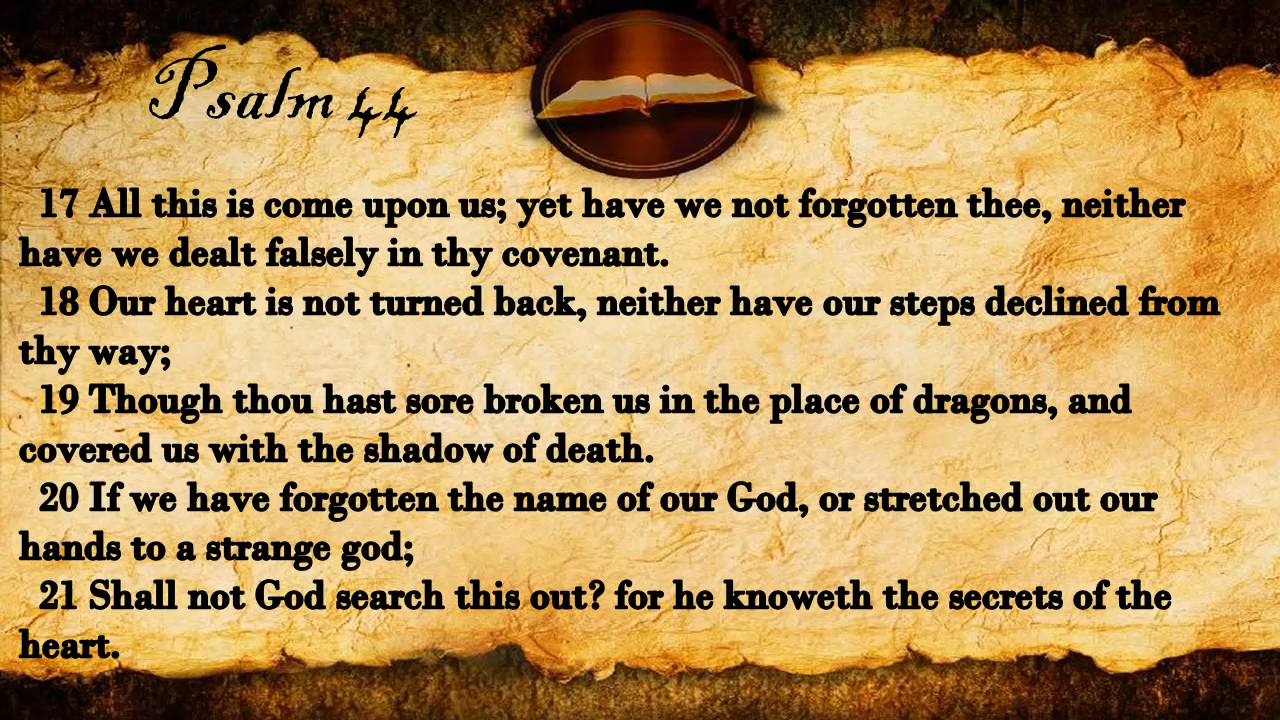 Psalm 44
17 All this is come upon us; yet have we not forgotten thee, neither
have we dealt falsely in thy covenant.
18 Our heart is not turned back, neither have our steps declined from
thy way;
19 Though thou hast sore broken us in the place of dragons, and
covered us with the shadow of death.
20 If we have forgotten the name of our God, or stretched out our
hands to a strange god;
21 Shall not God search this out? for he knoweth the secrets of the
heart.